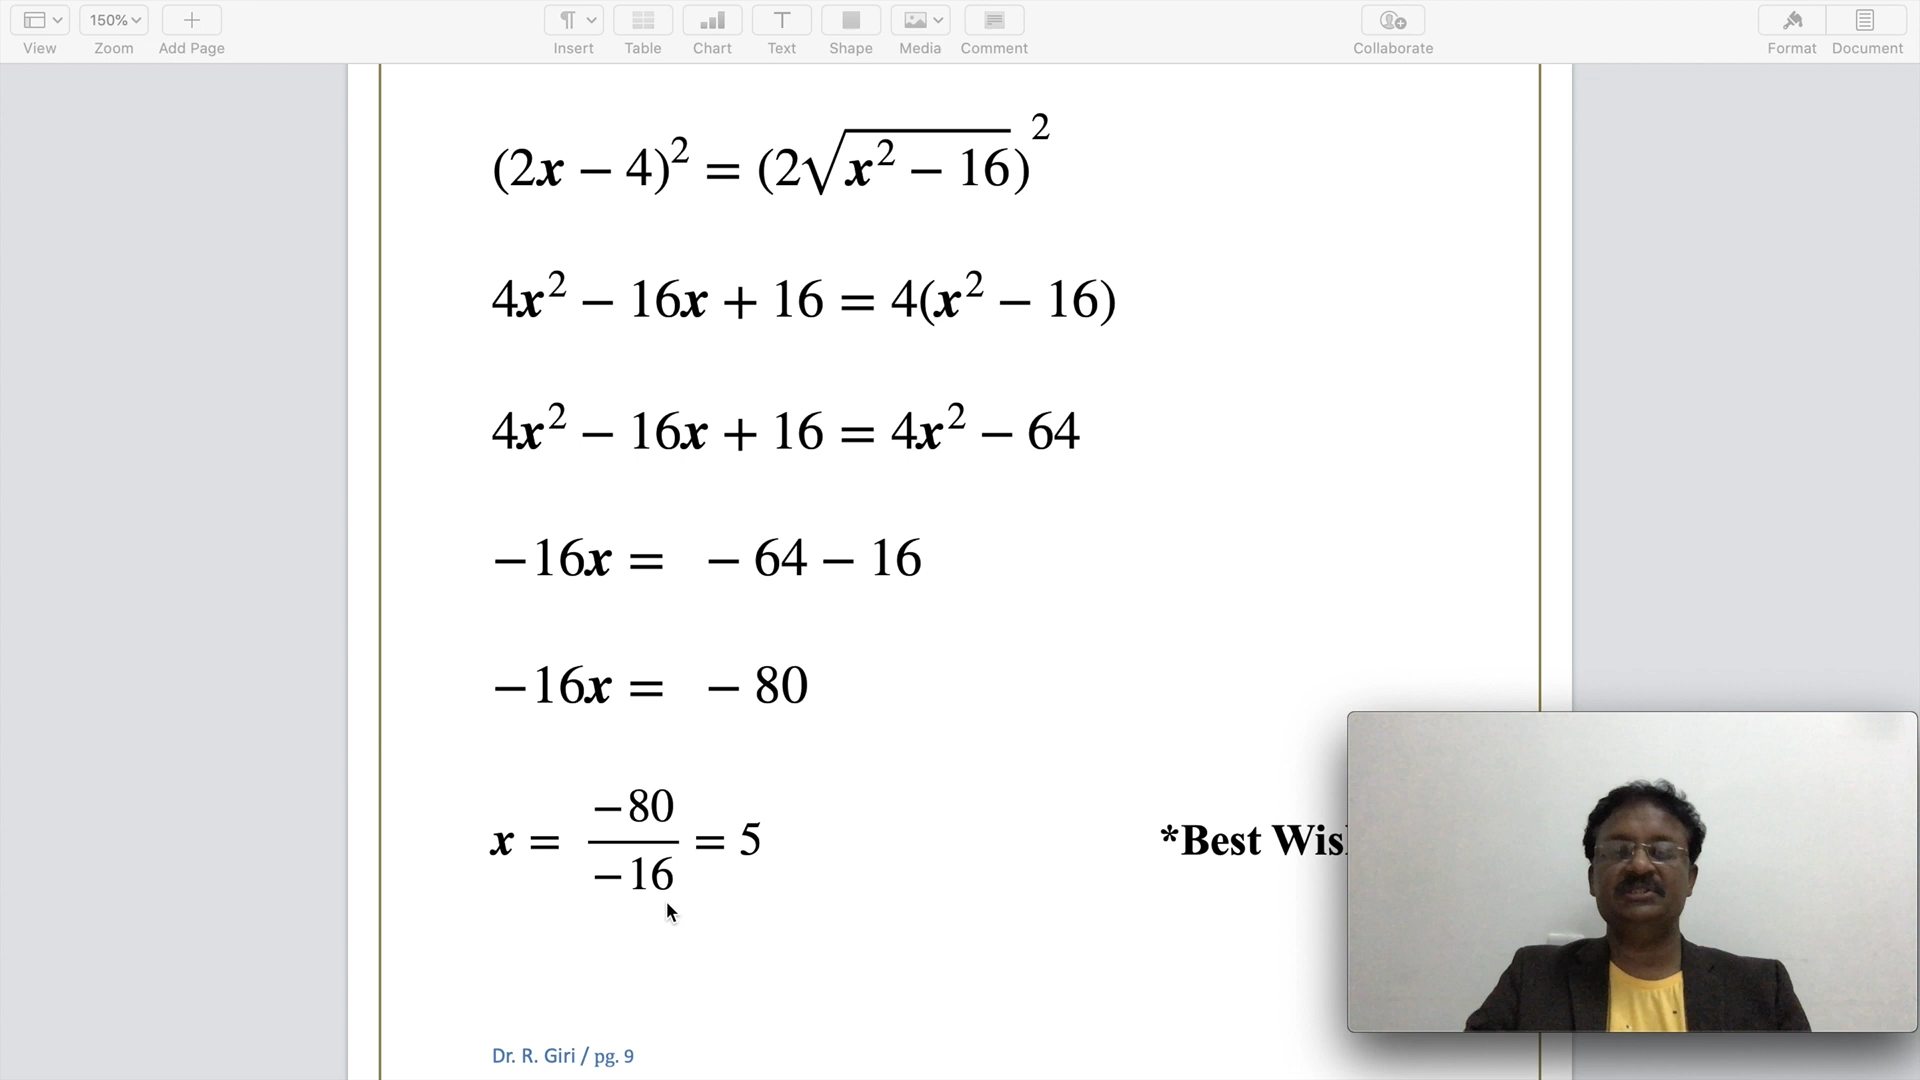 150%
View Zoom Add Page Insert Table Chart Text Shape Media Comment Collaborate Format Document
(2x − 4)² = (2√(x² − 16))²
4x² − 16x + 16 = 4(x² − 16)
4x² − 16x + 16 = 4x² − 64
−16x = − 64 − 16
−16x = − 80
x = −80/−16 = 5
*Best Wis
Dr. R. Giri / pg. 9